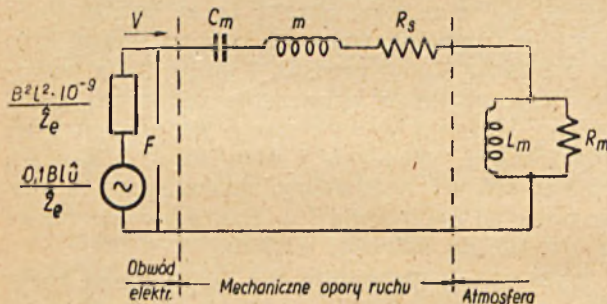 V
C_m
m
R_s
B²L²·10⁻⁹
Ẑ_e
F
L_m
R_m
0,1BlÛ
Ẑ_e
Obwód
elektr.
Mechaniczne opory ruchu
Atmosfera